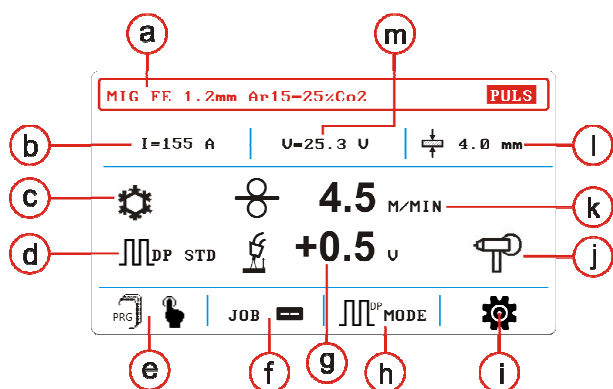 a
m
MIG FE 1.2mm Ar15-25%Co2 PULS
b I=155 A V=25.3 V 4.0 mm l
c 4.5 M/MIN k
d DP STD +0.5 V j
PRG JOB -- DP MODE
e f g h i